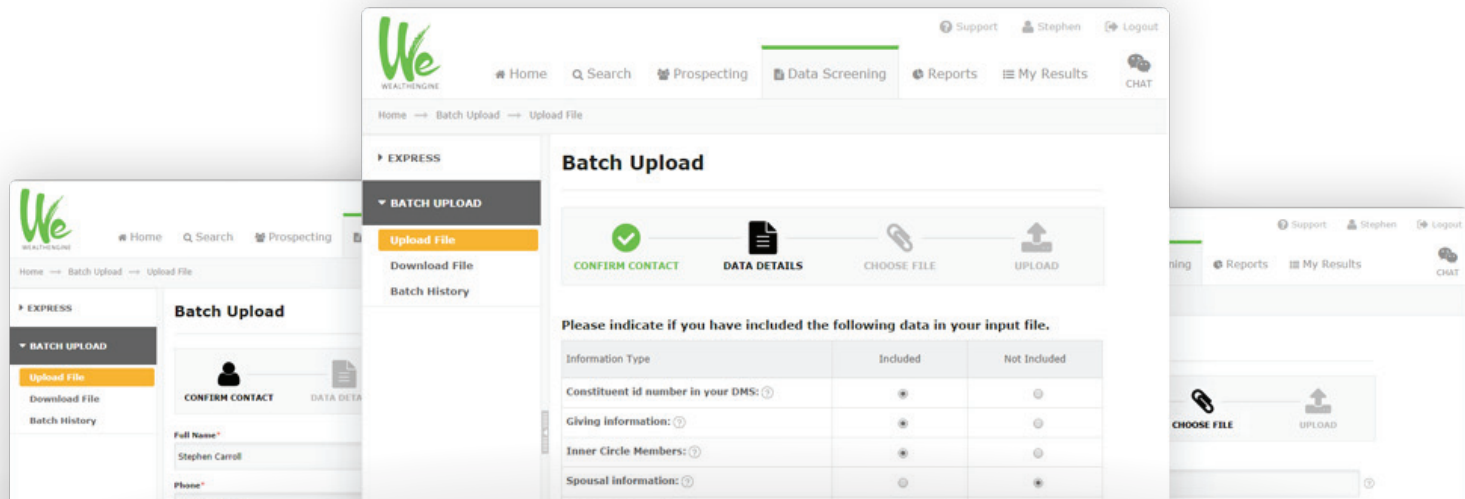 We
WEALTHENGINE
Support Stephen Logout
Home Search Prospecting Data Screening Reports My Results CHAT
Home → Batch Upload → Upload File
EXPRESS
BATCH UPLOAD
Upload File
Download File
Batch History
Batch Upload
CONFIRM CONTACT DATA DETAILS CHOOSE FILE UPLOAD
Please indicate if you have included the following data in your input file.
Information Type Included Not Included
Constituent id number in your DMS: ?
Giving information: ?
Inner Circle Members: ?
Spousal information: ?
We
WEALTHENGINE
Home Search Prospecting
Home → Batch Upload → Upload File
EXPRESS
BATCH UPLOAD
Upload File
Download File
Batch History
Batch Upload
CONFIRM CONTACT DATA
Full Name*
Stephen Carroll
Phone*
Support Stephen Logout
Reports My Results CHAT
CHOOSE FILE UPLOAD
?